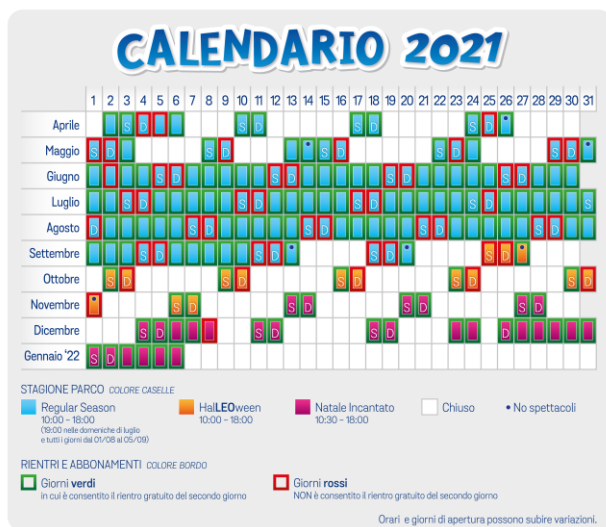 CALENDARIO 2021
1 2 3 4 5 6 7 8 9 10 11 12 13 14 15 16 17 18 19 20 21 22 23 24 25 26 27 28 29 30 31
Aprile S D S D S D S D
Maggio S D S D S D S D S D
Giugno S D S D S D S D
Luglio S D S D S D S D S
Agosto D S D S D S D S D
Settembre S D S D S D S D
Ottobre S D S D S D S D S D
Novembre S D S D S D S D
Dicembre S D S D S D
Gennaio '22 S D
STAGIONE PARCO COLORE CASELLE
Regular Season HalLEOween Natale Incantato Chiuso • No spettacoli
10:00 – 18:00 10:00 – 18:00 10:30 – 18:00
(19:00 nelle domeniche di luglio
e tutti i giorni dal 01/08 al 05/09)
RIENTRI E ABBONAMENTI COLORE BORDO
Giorni verdi Giorni rossi
in cui è consentito il rientro gratuito del secondo giorno NON è consentito il rientro gratuito del secondo giorno
Orari e giorni di apertura possono subire variazioni.